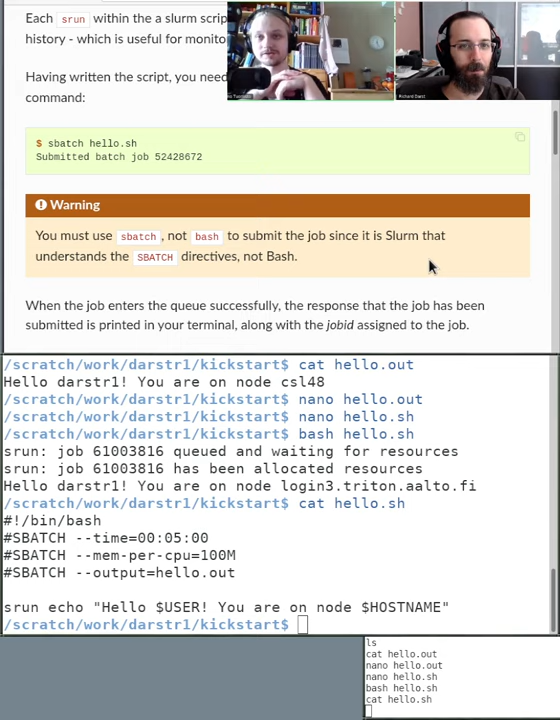 Each srun within the a slurm scrip
history - which is useful for monito
Having written the script, you need
command:
$ sbatch hello.sh
Submitted batch job 52428672
Warning
You must use sbatch, not bash to submit the job since it is Slurm that
understands the SBATCH directives, not Bash.
When the job enters the queue successfully, the response that the job has been
submitted is printed in your terminal, along with the jobid assigned to the job.
Richard Darst
/scratch/work/darstr1/kickstart$ cat hello.out
Hello darstr1! You are on node csl48
/scratch/work/darstr1/kickstart$ nano hello.out
/scratch/work/darstr1/kickstart$ nano hello.sh
/scratch/work/darstr1/kickstart$ bash hello.sh
srun: job 61003816 queued and waiting for resources
srun: job 61003816 has been allocated resources
Hello darstr1! You are on node login3.triton.aalto.fi
/scratch/work/darstr1/kickstart$ cat hello.sh
#!/bin/bash
#SBATCH --time=00:05:00
#SBATCH --mem-per-cpu=100M
#SBATCH --output=hello.out
srun echo "Hello $USER! You are on node $HOSTNAME"
/scratch/work/darstr1/kickstart$
ls
cat hello.out
nano hello.out
nano hello.sh
bash hello.sh
cat hello.sh